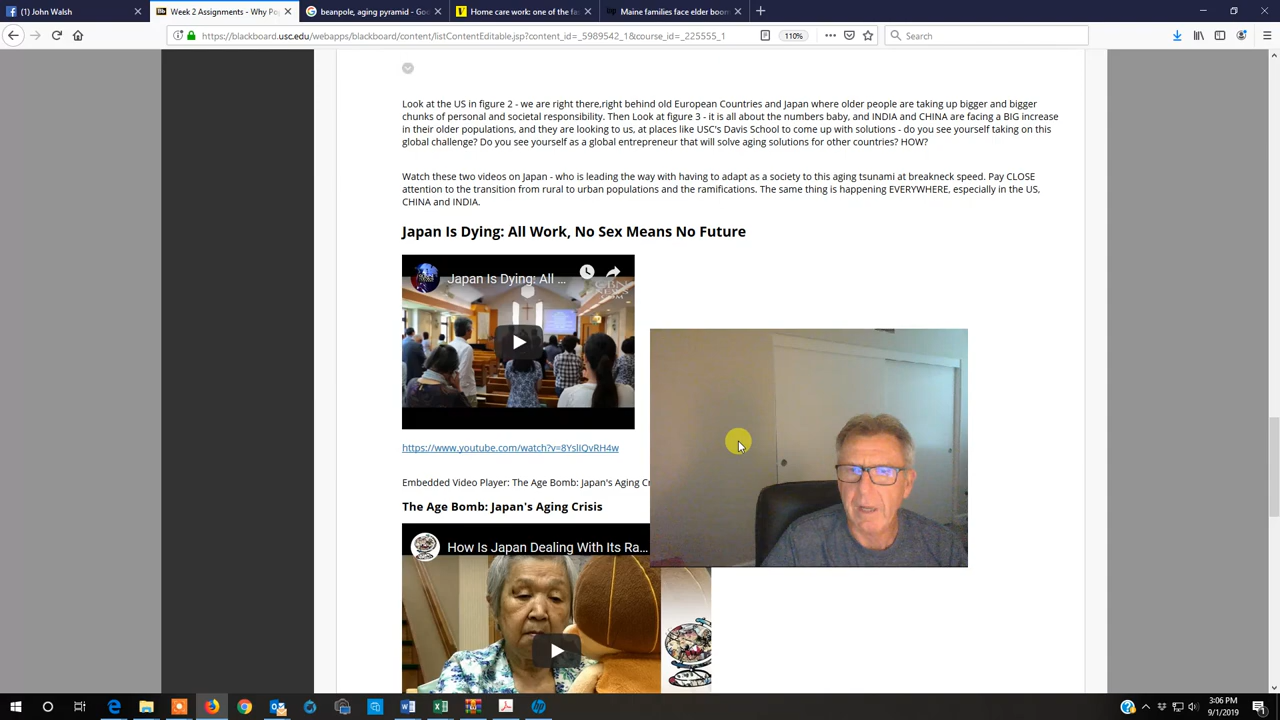 (1) John Walsh
Week 2 Assignments - Why Po
beanpole, aging pyramid - Goo
Home care work: one of the fa
Maine families face elder boom
https://blackboard.usc.edu/webapps/blackboard/content/listContentEditable.jsp?content_id=_5989542_1&course_id=_225555_1
110%
Search
Look at the US in figure 2 - we are right there,right behind old European Countries and Japan where older people are taking up bigger and bigger
chunks of personal and societal responsibility. Then Look at figure 3 - it is all about the numbers baby, and INDIA and CHINA are facing a BIG increase
in their older populations, and they are looking to us, at places like USC's Davis School to come up with solutions - do you see yourself taking on this
global challenge? Do you see yourself as a global entrepreneur that will solve aging solutions for other countries? HOW?
Watch these two videos on Japan - who is leading the way with having to adapt as a society to this aging tsunami at breakneck speed. Pay CLOSE
attention to the transition from rural to urban populations and the ramifications. The same thing is happening EVERYWHERE, especially in the US,
CHINA and INDIA.
Japan Is Dying: All Work, No Sex Means No Future
Japan Is Dying: All ...
CBN
NEWS
.COM
https://www.youtube.com/watch?v=8YslIQvRH4w
Embedded Video Player: The Age Bomb: Japan's Aging Cr
The Age Bomb: Japan's Aging Crisis
How Is Japan Dealing With Its Ra...
3:06 PM
9/1/2019